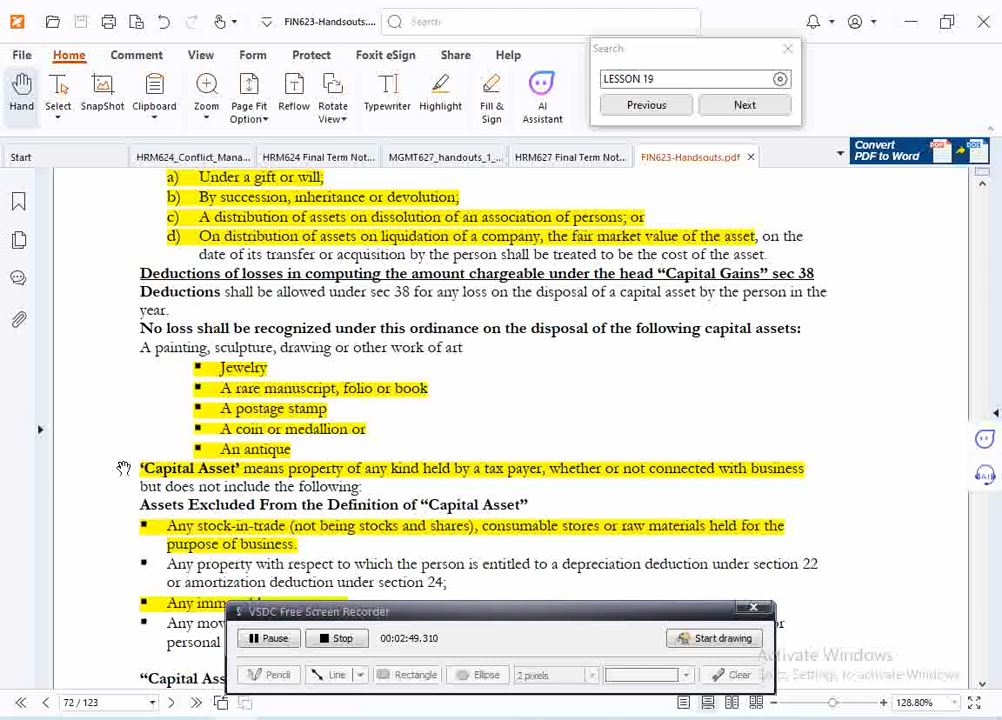 FIN623-Handsouts....
Search
File Home Comment View Form Protect Foxit eSign Share Help
Search
LESSON 19
Previous Next
Hand Select SnapShot Clipboard Zoom Page Fit Option Reflow Rotate View Typewriter Highlight Fill & Sign AI Assistant
Start HRM624_Conflict_Mana... HRM624 Final Term Not... MGMT627_handouts_1_... HRM627 Final Term Not... FIN623-Handsouts.pdf
Convert PDF to Word
a) Under a gift or will;
b) By succession, inheritance or devolution;
c) A distribution of assets on dissolution of an association of persons; or
d) On distribution of assets on liquidation of a company, the fair market value of the asset, on the
date of its transfer or acquisition by the person shall be treated to be the cost of the asset.
Deductions of losses in computing the amount chargeable under the head “Capital Gains” sec 38
Deductions shall be allowed under sec 38 for any loss on the disposal of a capital asset by the person in the
year.
No loss shall be recognized under this ordinance on the disposal of the following capital assets:
A painting, sculpture, drawing or other work of art
▪ Jewelry
▪ A rare manuscript, folio or book
▪ A postage stamp
▪ A coin or medallion or
▪ An antique
‘Capital Asset’ means property of any kind held by a tax payer, whether or not connected with business
but does not include the following:
Assets Excluded From the Definition of “Capital Asset”
▪ Any stock-in-trade (not being stocks and shares), consumable stores or raw materials held for the
purpose of business.
▪ Any property with respect to which the person is entitled to a depreciation deduction under section 22
or amortization deduction under section 24;
▪ Any
▪ Any or
personal
“Capital
VSDC Free Screen Recorder
Pause Stop 00:02:49.310 Start drawing
Pencil Line Rectangle Ellipse 2 pixels Clear
Activate Windows
Settings to activate Windows.
72 / 123 128.80%